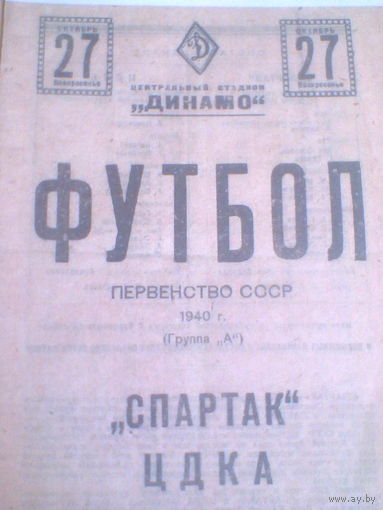 ОКТЯБРЬ
27
Воскресенье
Д
ОКТЯБРЬ
27
Воскресенье
ЦЕНТРАЛЬНЫЙ СТАДИОН
„ДИНАМО“
ФУТБОЛ
ПЕРВЕНСТВО СССР
1940 г.
(Группа „А“)
„СПАРТАК“
ЦДКА
www.ay.by